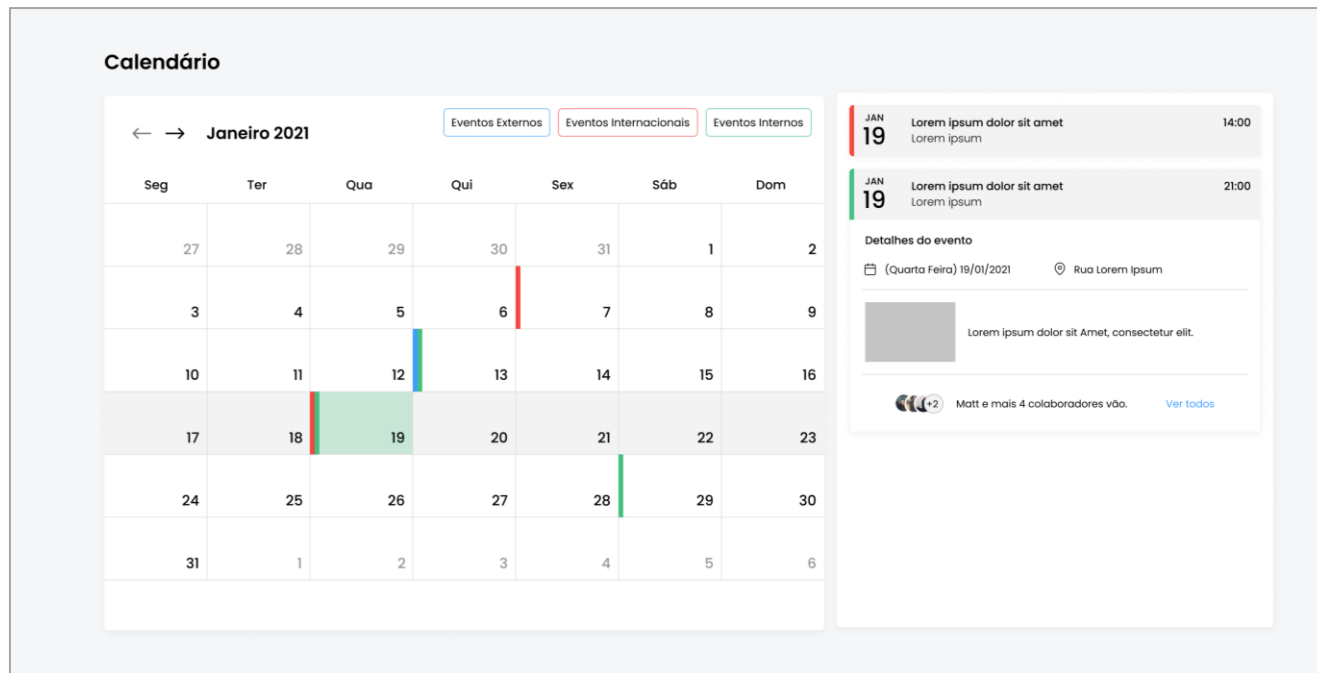 Calendário
Janeiro 2021
Eventos Externos
Eventos Internacionais
Eventos Internos
Seg Ter Qua Qui Sex Sáb Dom
27 28 29 30 31 1 2
3 4 5 6 7 8 9
10 11 12 13 14 15 16
17 18 19 20 21 22 23
24 25 26 27 28 29 30
31 1 2 3 4 5 6
JAN
19
Lorem ipsum dolor sit amet
14:00
Lorem ipsum
JAN
19
Lorem ipsum dolor sit amet
21:00
Lorem ipsum
Detalhes do evento
(Quarta Feira) 19/01/2021
Rua Lorem Ipsum
Lorem ipsum dolor sit Amet, consectetur elit.
+2
Matt e mais 4 colaboradores vão.
Ver todos